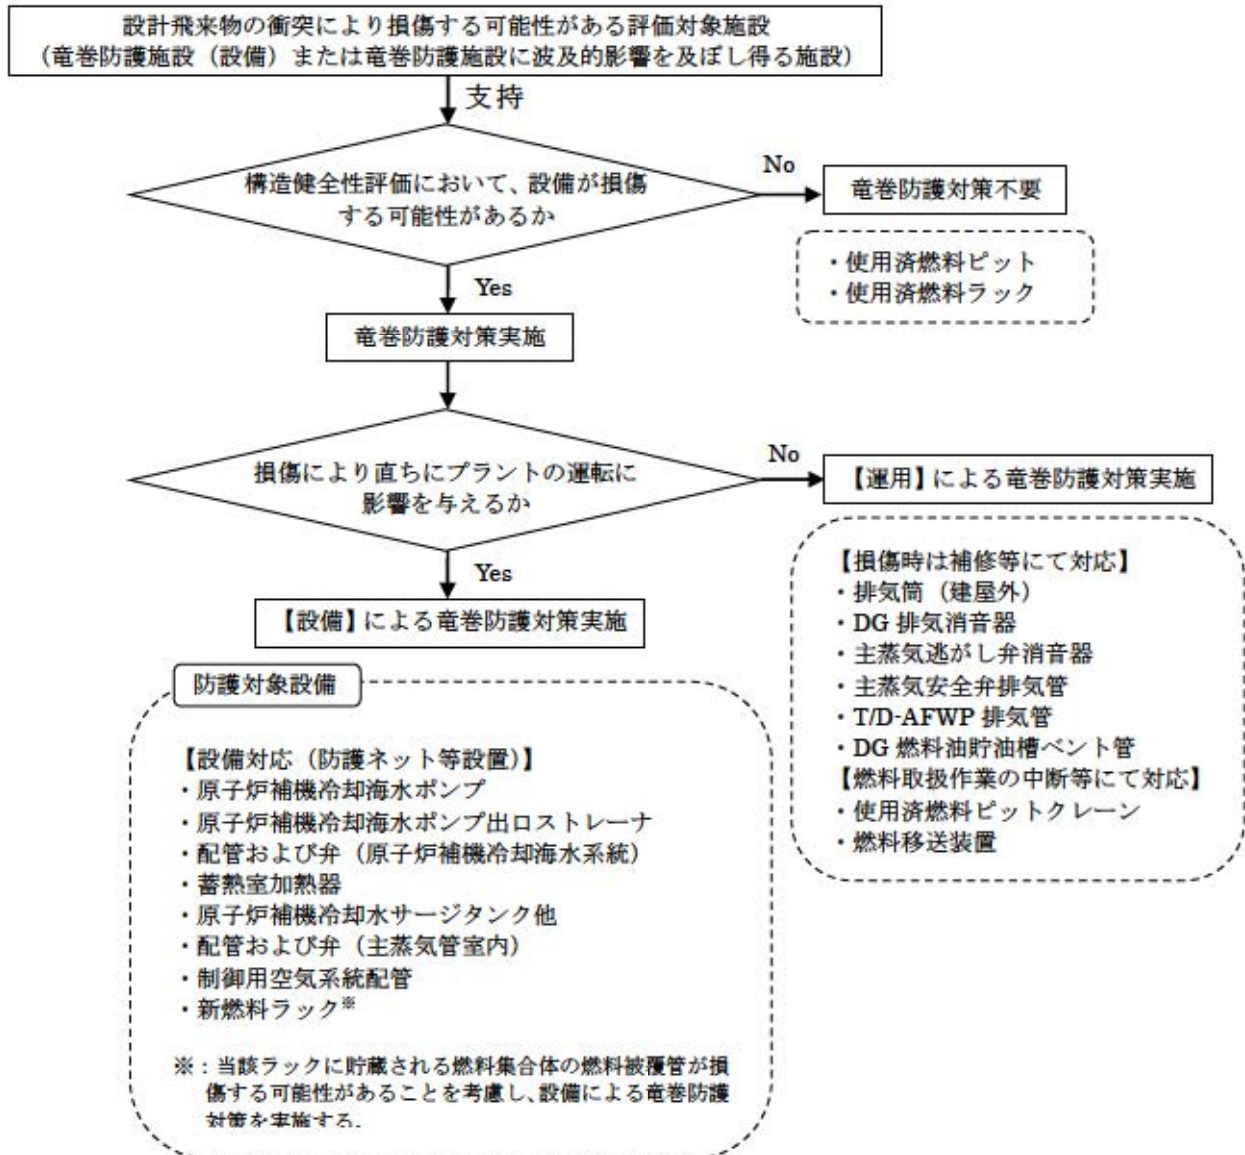 設計飛来物の衝突により損傷する可能性がある評価対象施設
（竜巻防護施設（設備）または竜巻防護施設に波及的影響を及ぼし得る施設）
支持
構造健全性評価において、設備が損傷
する可能性があるか
No
竜巻防護対策不要
・使用済燃料ピット
・使用済燃料ラック
Yes
竜巻防護対策実施
損傷により直ちにプラントの運転に
影響を与えるか
No
【運用】による竜巻防護対策実施
【損傷時は補修等にて対応】
・排気筒（建屋外）
・DG 排気消音器
・主蒸気逃がし弁消音器
・主蒸気安全弁排気管
・T/D-AFWP 排気管
・DG 燃料油貯油槽ベント管
【燃料取扱作業の中断等にて対応】
・使用済燃料ピットクレーン
・燃料移送装置
Yes
【設備】による竜巻防護対策実施
防護対象設備
【設備対応（防護ネット等設置）】
・原子炉補機冷却海水ポンプ
・原子炉補機冷却海水ポンプ出口ストレーナ
・配管および弁（原子炉補機冷却海水系統）
・蓄熱室加熱器
・原子炉補機冷却水サージタンク他
・配管および弁（主蒸気管室内）
・制御用空気系統配管
・新燃料ラック※
※：当該ラックに貯蔵される燃料集合体の燃料被覆管が損
傷する可能性があることを考慮し、設備による竜巻防護
対策を実施する。